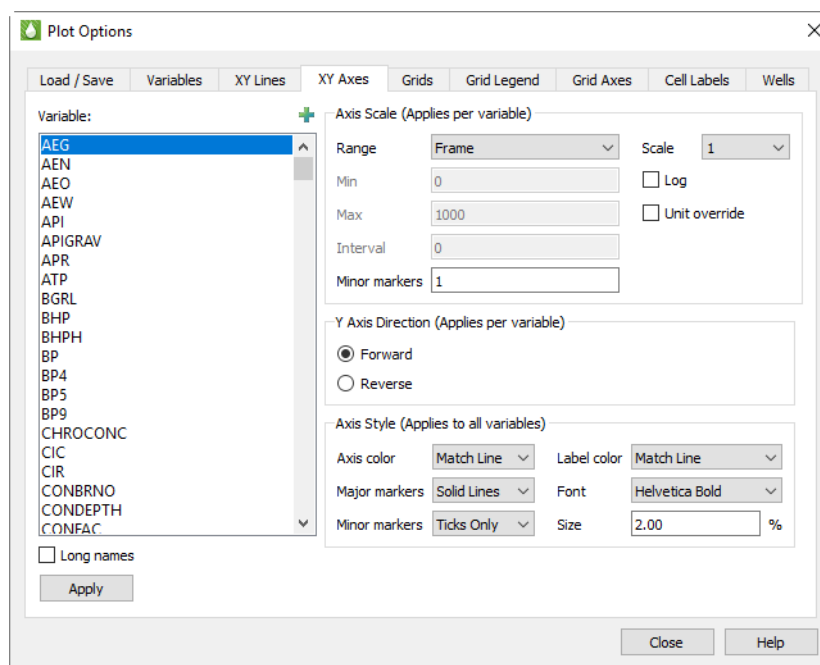 Plot Options
Load / Save Variables XY Lines XY Axes Grids Grid Legend Grid Axes Cell Labels Wells
Variable:
AEG
AEN
AEO
AEW
API
APIGRAV
APR
ATP
BGRL
BHP
BHPH
BP
BP4
BP5
BP9
CHROCONC
CIC
CIR
CONBRNO
CONDEPTH
CONFAC
Long names
Apply
Axis Scale (Applies per variable)
Range Frame Scale 1
Min 0 Log
Max 1000 Unit override
Interval 0
Minor markers 1
Y Axis Direction (Applies per variable)
Forward
Reverse
Axis Style (Applies to all variables)
Axis color Match Line Label color Match Line
Major markers Solid Lines Font Helvetica Bold
Minor markers Ticks Only Size 2.00 %
Close Help